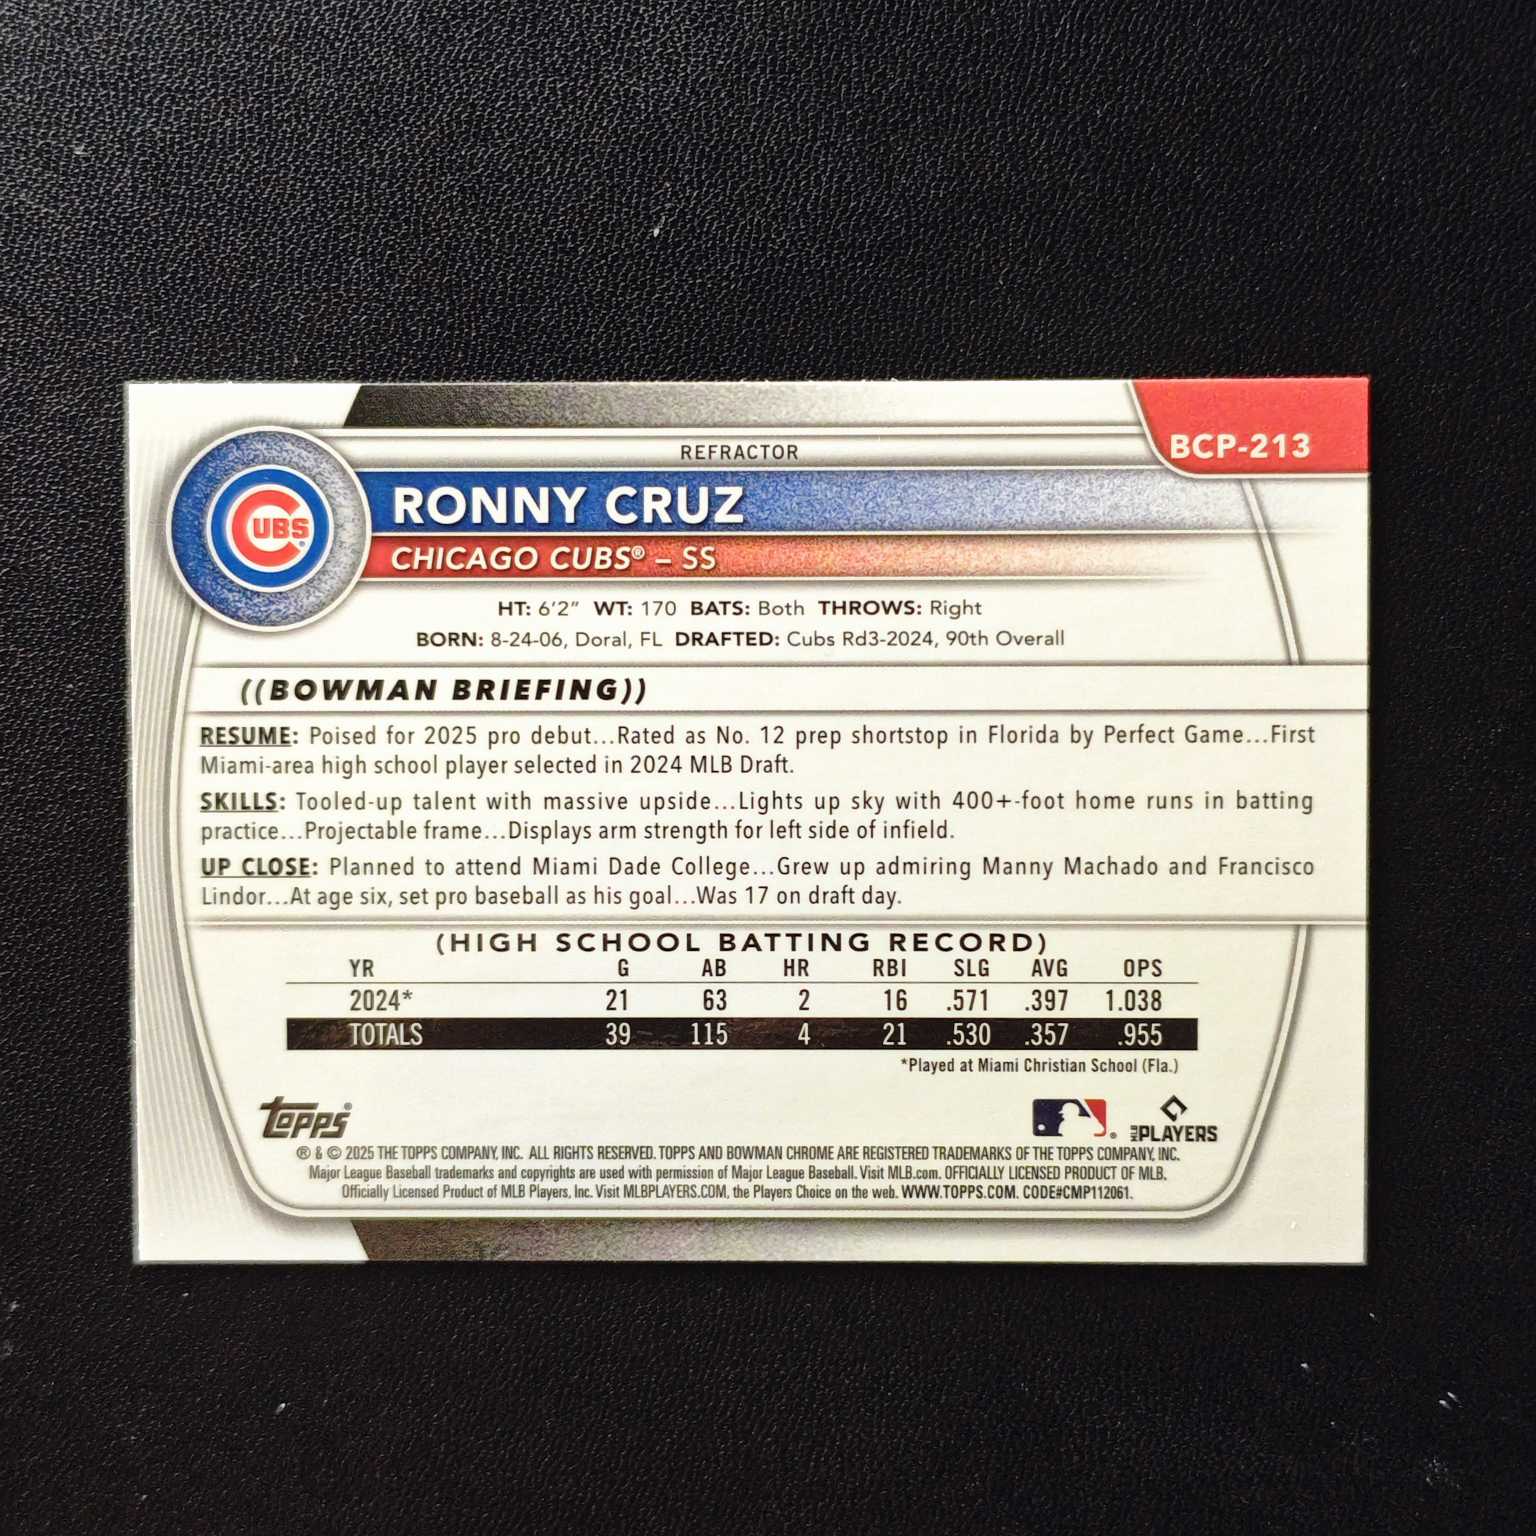 REFRACTOR
BCP-213
CUBS
RONNY CRUZ
CHICAGO CUBS® – SS
HT: 6'2" WT: 170 BATS: Both THROWS: Right
BORN: 8-24-06, Doral, FL DRAFTED: Cubs Rd3-2024, 90th Overall
((BOWMAN BRIEFING))
RESUME: Poised for 2025 pro debut...Rated as No. 12 prep shortstop in Florida by Perfect Game...First
Miami-area high school player selected in 2024 MLB Draft.
SKILLS: Tooled-up talent with massive upside...Lights up sky with 400+-foot home runs in batting
practice...Projectable frame...Displays arm strength for left side of infield.
UP CLOSE: Planned to attend Miami Dade College...Grew up admiring Manny Machado and Francisco
Lindor...At age six, set pro baseball as his goal...Was 17 on draft day.
(HIGH SCHOOL BATTING RECORD)
YR G AB HR RBI SLG AVG OPS
2024* 21 63 2 16 .571 .397 1.038
TOTALS 39 115 4 21 .530 .357 .955
*Played at Miami Christian School (Fla.)
Topps®
MLB PLAYERS
® & © 2025 THE TOPPS COMPANY, INC. ALL RIGHTS RESERVED. TOPPS AND BOWMAN CHROME ARE REGISTERED TRADEMARKS OF THE TOPPS COMPANY, INC.
Major League Baseball trademarks and copyrights are used with permission of Major League Baseball. Visit MLB.com. OFFICIALLY LICENSED PRODUCT OF MLB.
Officially Licensed Product of MLB Players, Inc. Visit MLBPLAYERS.COM, the Players Choice on the web. WWW.TOPPS.COM. CODE#CMP112061.